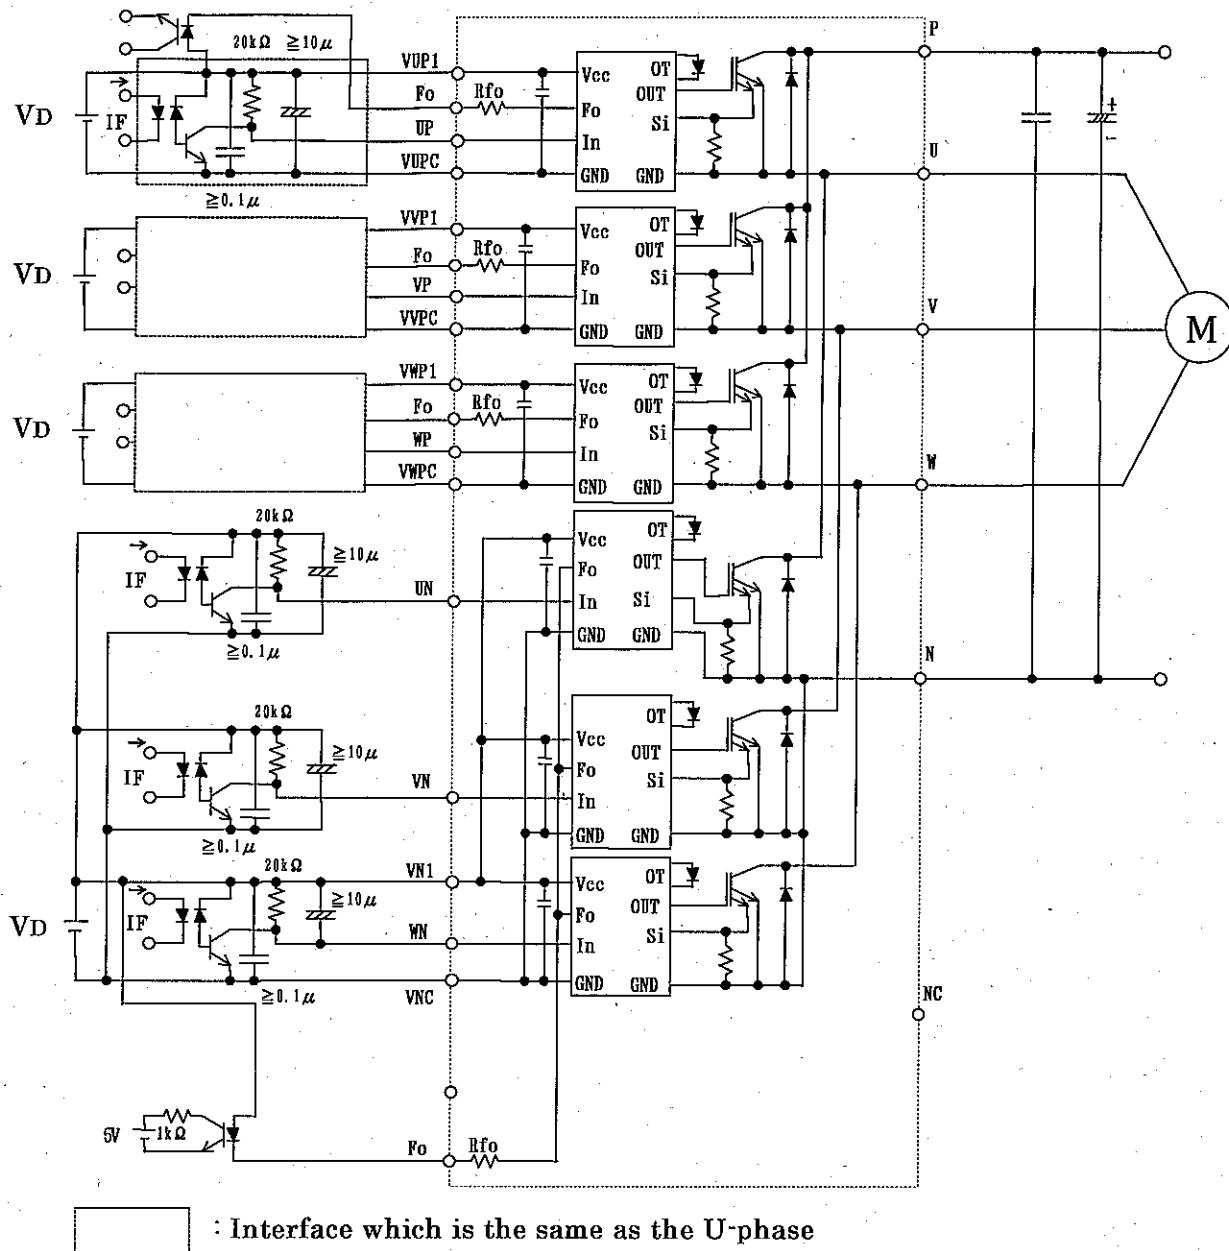 P
20kΩ ≧10μ
VUP1
OT
Vcc
OUT
Fo
Rfo
Fo
VD
IF
+
-
Si
UP
In
U
VUPC
GND GND
≧0.1μ
VVP1
OT
Vcc
OUT
Fo
Rfo
Fo
VD
Si
VP
In
V
VVPC
GND GND
M
VWP1
OT
Vcc
OUT
Fo
Rfo
Fo
VD
Si
WP
In
W
VWPC
GND GND
20kΩ
OT
Vcc
≧10μ
OUT
Fo
IF
UN
In
Si
GND GND
≧0.1μ
N
20kΩ
OT
Vcc
≧10μ
OUT
Fo
IF
VN
Si
In
GND GND
≧0.1μ
20kΩ
VN1
OT
Vcc
≧10μ
OUT
Fo
VD
IF
WN
Si
In
GND GND
VNC
≧0.1μ
NC
5V
1kΩ
Fo
Rfo
: Interface which is the same as the U-phase